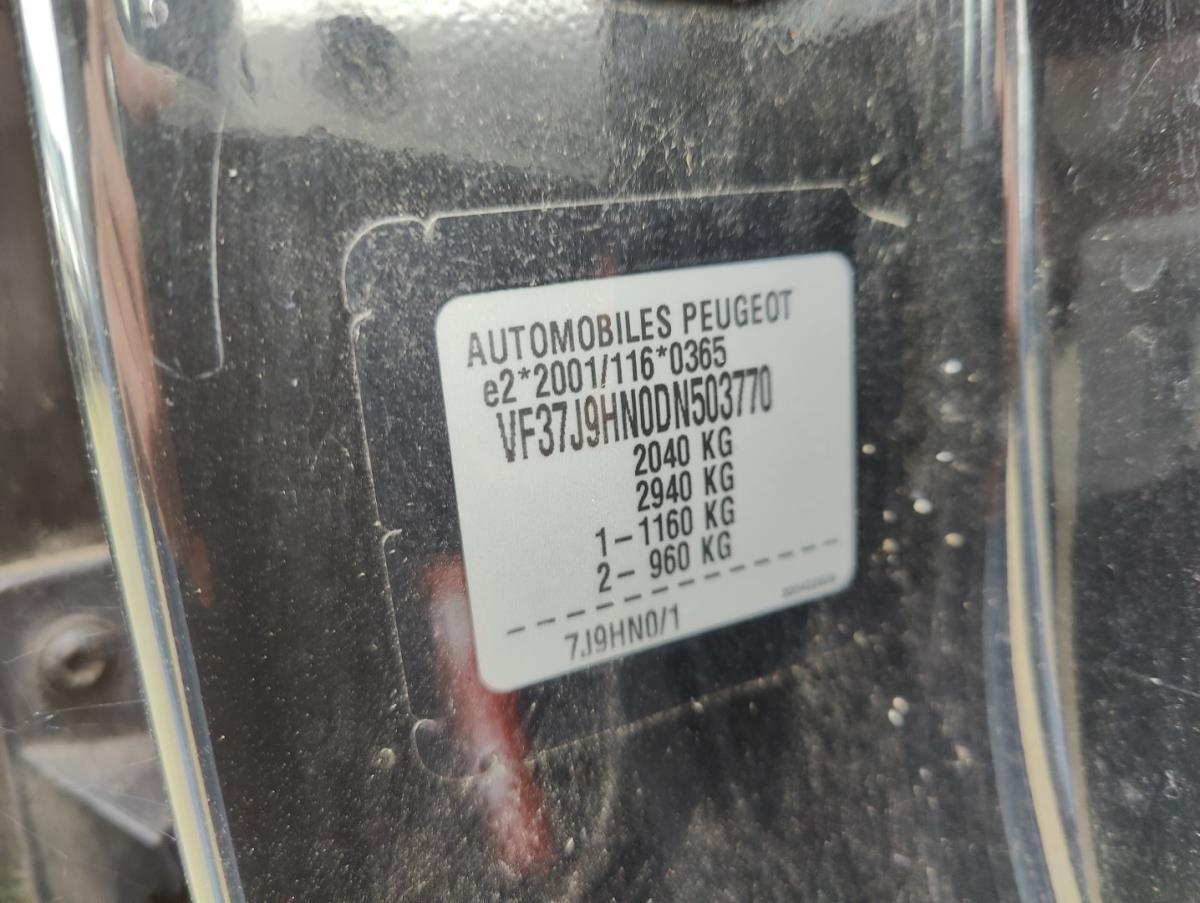 AUTOMOBILES PEUGEOT
e2*2001/116*0365
VF37J9HN0DN503770
2040 KG
2940 KG
1-1160 KG
2- 960 KG
7J9HN0/1